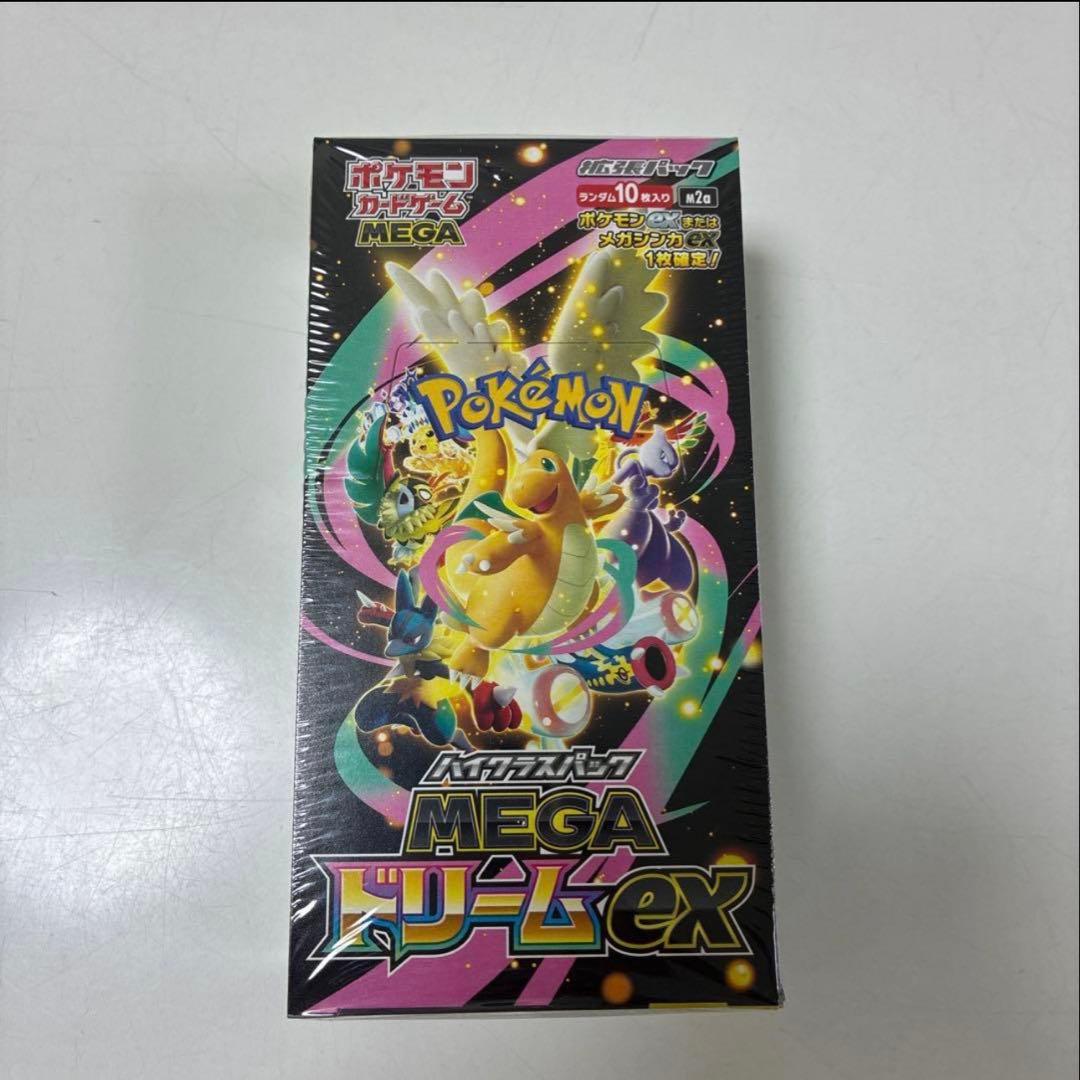 ポケモン
カードゲーム
MEGA
拡張パック
ランダム10枚入り M2a
ポケモンexまたは
メガシンカex
1枚確定!
POKéMON
ハイクラスパック
MEGA
ドリームex